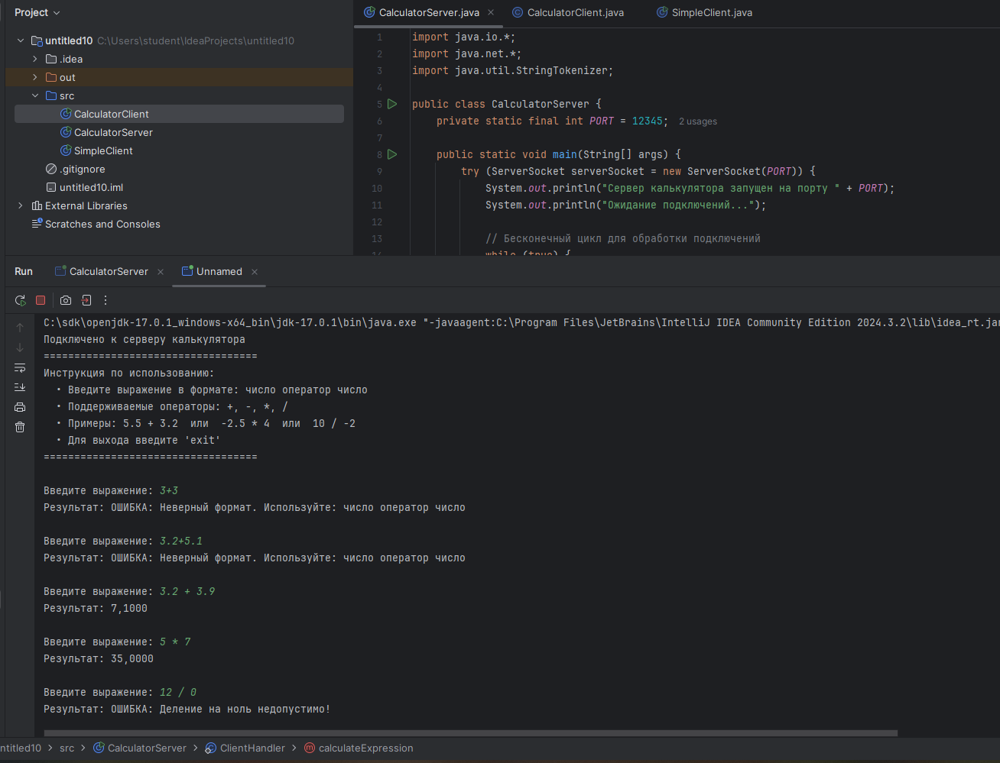 Project
untitled10 C:\Users\student\IdeaProjects\untitled10
.idea
out
src
CalculatorClient
CalculatorServer
SimpleClient
.gitignore
untitled10.iml
External Libraries
Scratches and Consoles
CalculatorServer.java CalculatorClient.java SimpleClient.java
1 import java.io.*;
2 import java.net.*;
3 import java.util.StringTokenizer;
4
5 public class CalculatorServer {
6 private static final int PORT = 12345; 2 usages
7
8 public static void main(String[] args) {
9 try (ServerSocket serverSocket = new ServerSocket(PORT)) {
10 System.out.println("Сервер калькулятора запущен на порту " + PORT);
11 System.out.println("Ожидание подключений...");
12
13 // Бесконечный цикл для обработки подключений
14 while (true) {
Run CalculatorServer Unnamed
C:\sdk\openjdk-17.0.1_windows-x64_bin\jdk-17.0.1\bin\java.exe "-javaagent:C:\Program Files\JetBrains\IntelliJ IDEA Community Edition 2024.3.2\lib\idea_rt.jar
Подключено к серверу калькулятора
===================================
Инструкция по использованию:
• Введите выражение в формате: число оператор число
• Поддерживаемые операторы: +, -, *, /
• Примеры: 5.5 + 3.2 или -2.5 * 4 или 10 / -2
• Для выхода введите 'exit'
===================================
Введите выражение: 3+3
Результат: ОШИБКА: Неверный формат. Используйте: число оператор число
Введите выражение: 3.2+5.1
Результат: ОШИБКА: Неверный формат. Используйте: число оператор число
Введите выражение: 3.2 + 3.9
Результат: 7,1000
Введите выражение: 5 * 7
Результат: 35,0000
Введите выражение: 12 / 0
Результат: ОШИБКА: Деление на ноль недопустимо!
ntitled10 > src > CalculatorServer > ClientHandler > calculateExpression